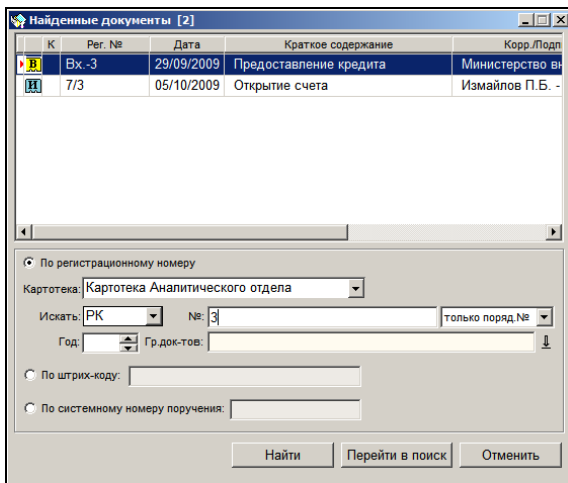 Найденные документы [2]
К Рег. № Дата Краткое содержание Корр./Подп
В Вх.-3 29/09/2009 Предоставление кредита Министерство вн
И 7/3 05/10/2009 Открытие счета Измайлов П.Б. -
По регистрационному номеру
Картотека: Картотека Аналитического отдела
Искать: РК №: 3 только поряд.№
Год: Гр.док-тов:
По штрих-коду:
По системному номеру поручения:
Найти Перейти в поиск Отменить